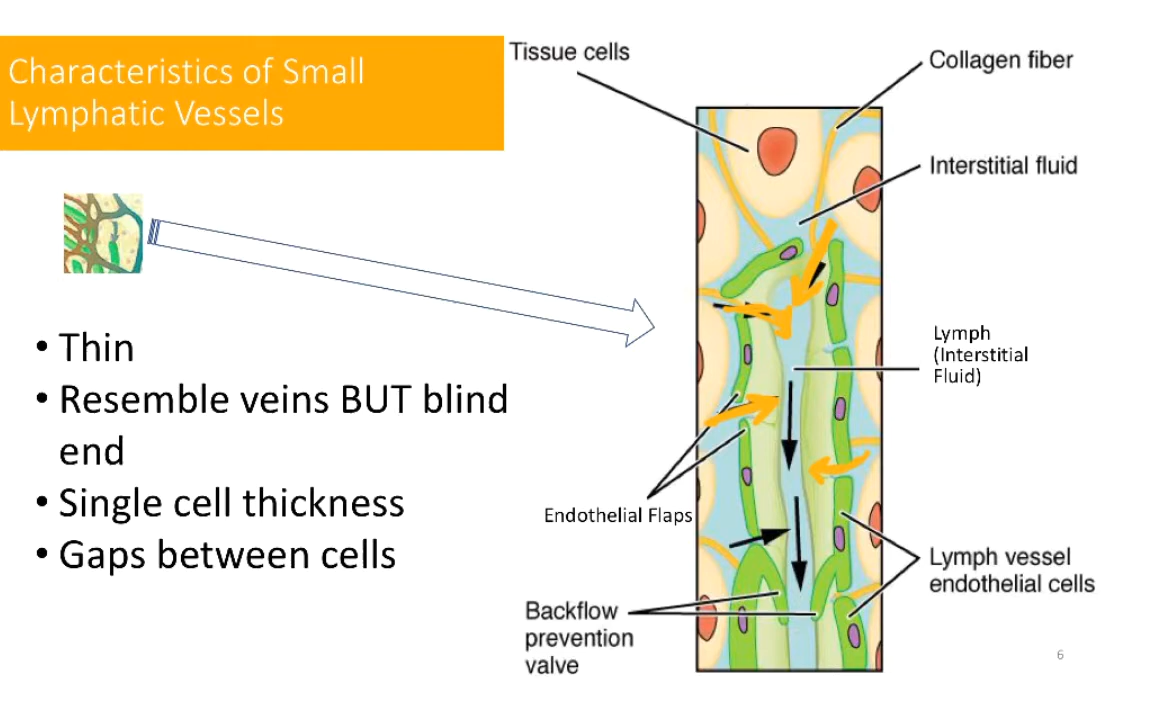 Characteristics of Small
Lymphatic Vessels
• Thin
• Resemble veins BUT blind
end
• Single cell thickness
• Gaps between cells
Tissue cells
Collagen fiber
Interstitial fluid
Lymph
(Interstitial
Fluid)
Endothelial Flaps
Lymph vessel
endothelial cells
Backflow
prevention
valve
6